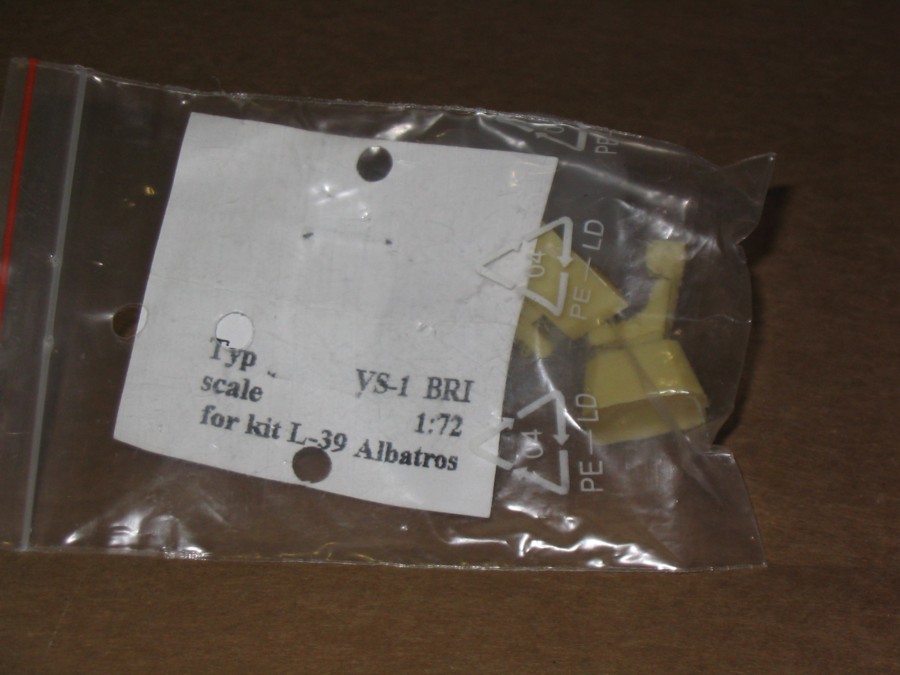 Typ VS-1 BRI
scale 1:72
for kit L-39 Albatros
04
PE—LD
04
PE—LD